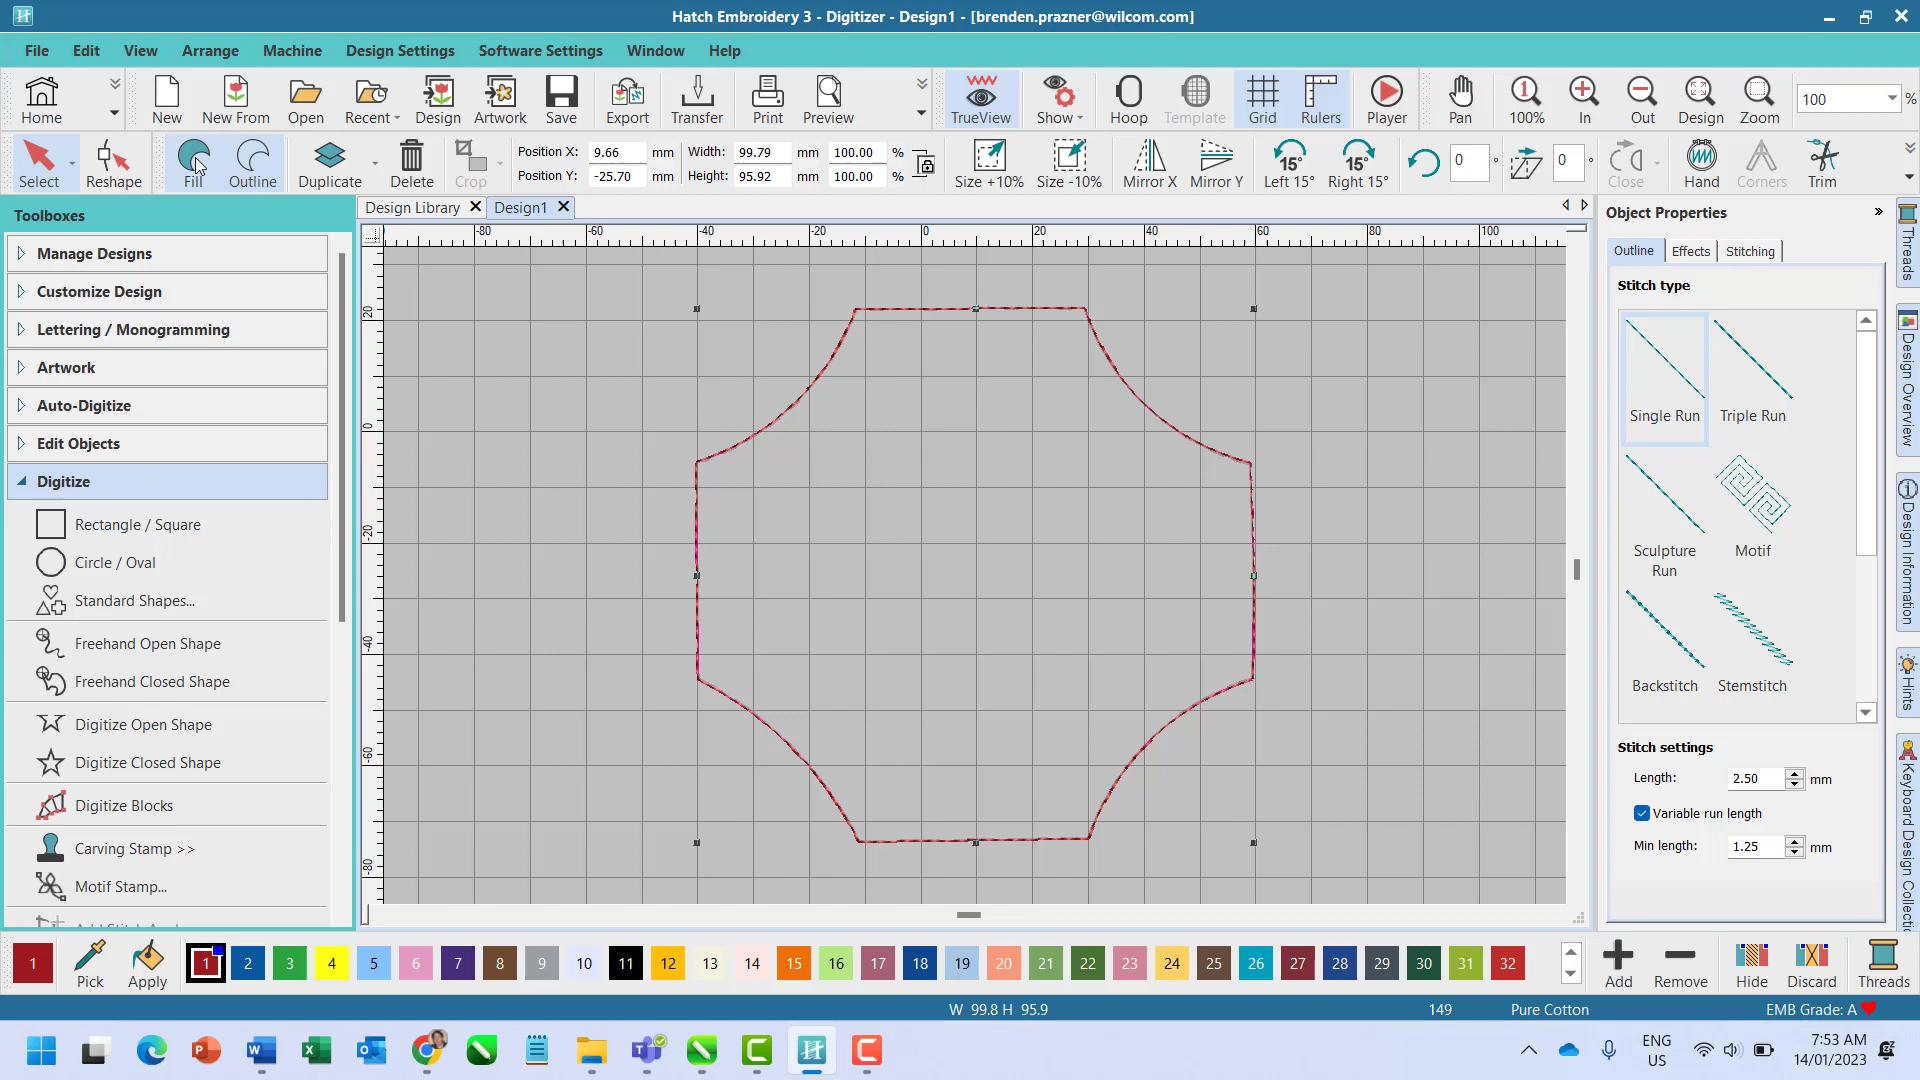 Hatch Embroidery 3 - Digitizer - Design1 - [brenden.prazner@wilcom.com]
File Edit View Arrange Machine Design Settings Software Settings Window Help
Home New New From Open Recent Design Artwork Save Export Transfer Print Preview TrueView Show Hoop Template Grid Rulers Player Pan 100% In Out Design Zoom
100 %
Select Reshape Fill Outline Duplicate Delete Crop
Position X: 9.66 mm Width: 99.79 mm 100.00 %
Position Y: -25.70 mm Height: 95.92 mm 100.00 %
Size +10% Size -10% Mirror X Mirror Y Left 15° Right 15° 0 ° 0 ° Close Hand Corners Trim
Toolboxes
Manage Designs
Customize Design
Lettering / Monogramming
Artwork
Auto-Digitize
Edit Objects
Digitize
Rectangle / Square
Circle / Oval
Standard Shapes...
Freehand Open Shape
Freehand Closed Shape
Digitize Open Shape
Digitize Closed Shape
Digitize Blocks
Carving Stamp >>
Motif Stamp...
Design Library Design1
-80 -60 -40 -20 0 20 40 60 80 100
20
0
-20
-40
-60
-80
Object Properties
Outline Effects Stitching
Stitch type
Single Run Triple Run
Sculpture Run Motif
Backstitch Stemstitch
Stitch settings
Length: 2.50 mm
Variable run length
Min length: 1.25 mm
Threads
Design Overview
Design Information
Hints
Keyboard Design Collecti
1 Pick Apply 1 2 3 4 5 6 7 8 9 10 11 12 13 14 15 16 17 18 19 20 21 22 23 24 25 26 27 28 29 30 31 32 Add Remove Hide Discard Threads
W 99.8 H 95.9 149 Pure Cotton EMB Grade: A
ENG
US
7:53 AM
14/01/2023